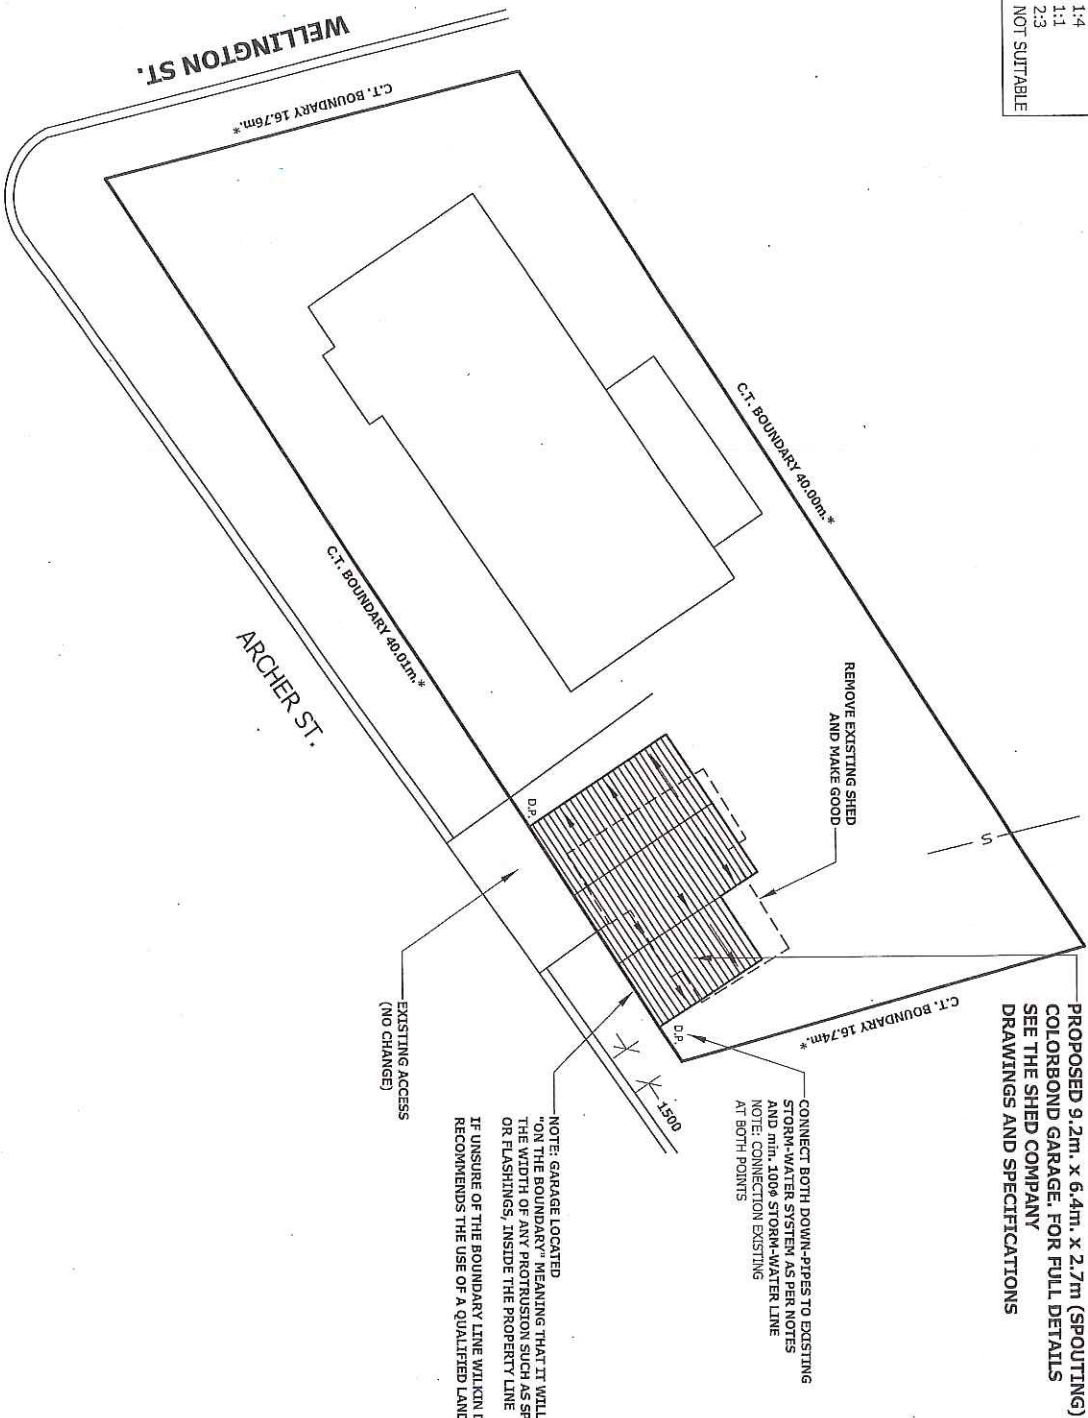 1:4
1:1
2:3
NOT SUITABLE
WELLINGTON ST.
C.T. BOUNDARY 16.76m.*
C.T. BOUNDARY 40.00m.*
C.T. BOUNDARY 40.01m.*
ARCHER ST.
REMOVE EXISTING SHED
AND MAKE GOOD
S
PROPOSED 9.2m. x 6.4m. x 2.7m (SPOUTING)
COLORBOND GARAGE. FOR FULL DETAILS
SEE THE SHED COMPANY
DRAWINGS AND SPECIFICATIONS
C.T. BOUNDARY 16.74m.*
D.P.
D.P.
1500
CONNECT BOTH DOWN-PIPES TO EXISTING
STORM-WATER SYSTEM AS PER NOTES
AND min. 100ɸ STORM-WATER LINE
NOTE: CONNECTION EXISTING
AT BOTH POINTS
EXISTING ACCESS
(NO CHANGE)
NOTE: GARAGE LOCATED
"ON THE BOUNDARY" MEANING THAT IT WILL
THE WIDTH OF ANY PROTRUSION SUCH AS
OR FLASHINGS, INSIDE THE PROPERTY LINE
IF UNSURE OF THE BOUNDARY LINE WILKIN
RECOMMENDS THE USE OF A QUALIFIED LAND